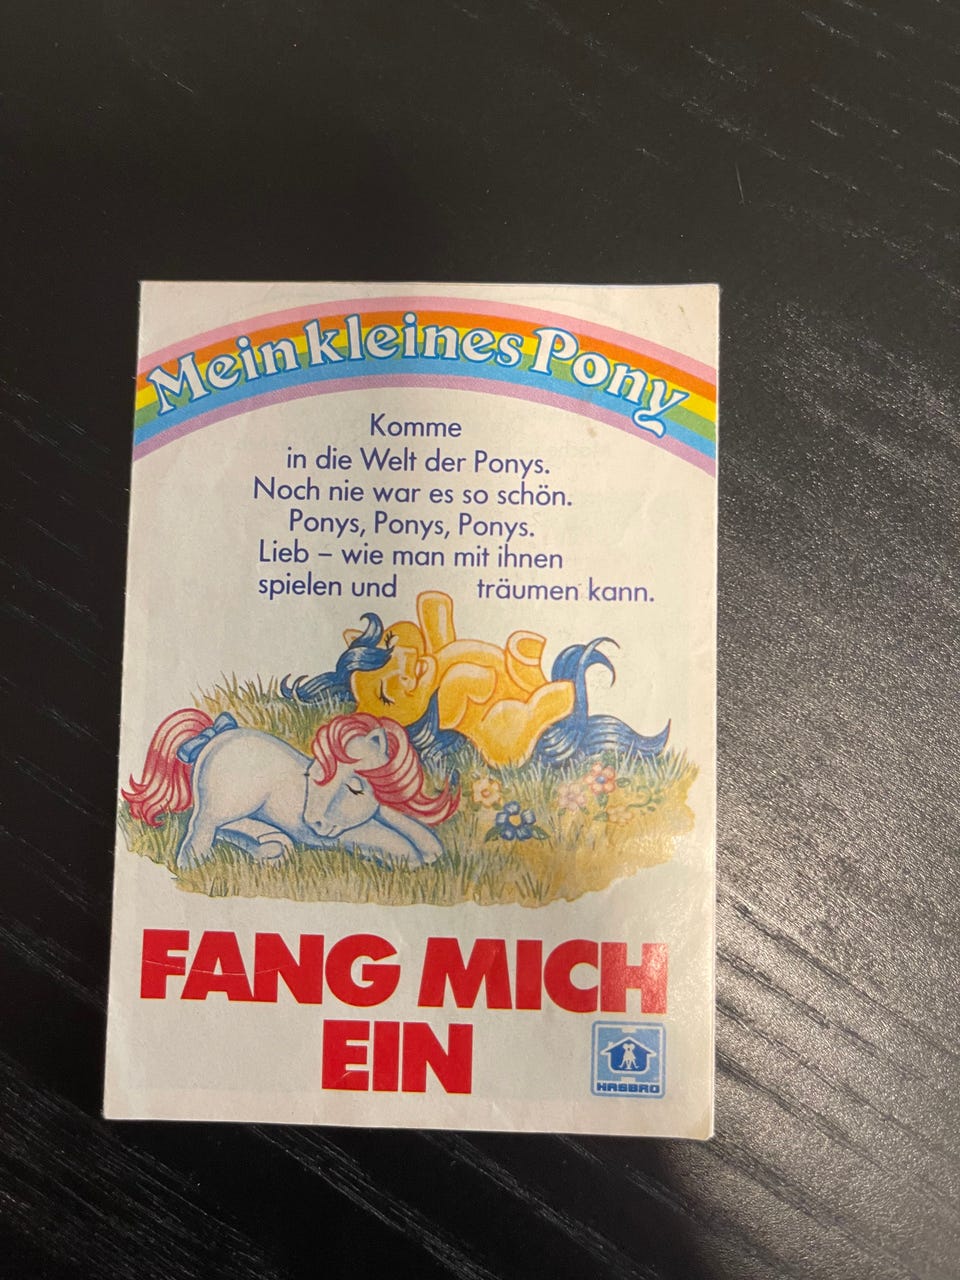 Mein kleines Pony
Komme
in die Welt der Ponys.
Noch nie war es so schön.
Ponys, Ponys, Ponys.
Lieb – wie man mit ihnen
spielen und träumen kann.
FANG MICH
EIN
HASBRO